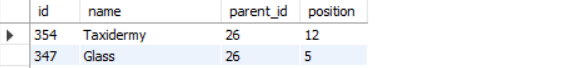 id name parent_id position
354 Taxidermy 26 12
347 Glass 26 5